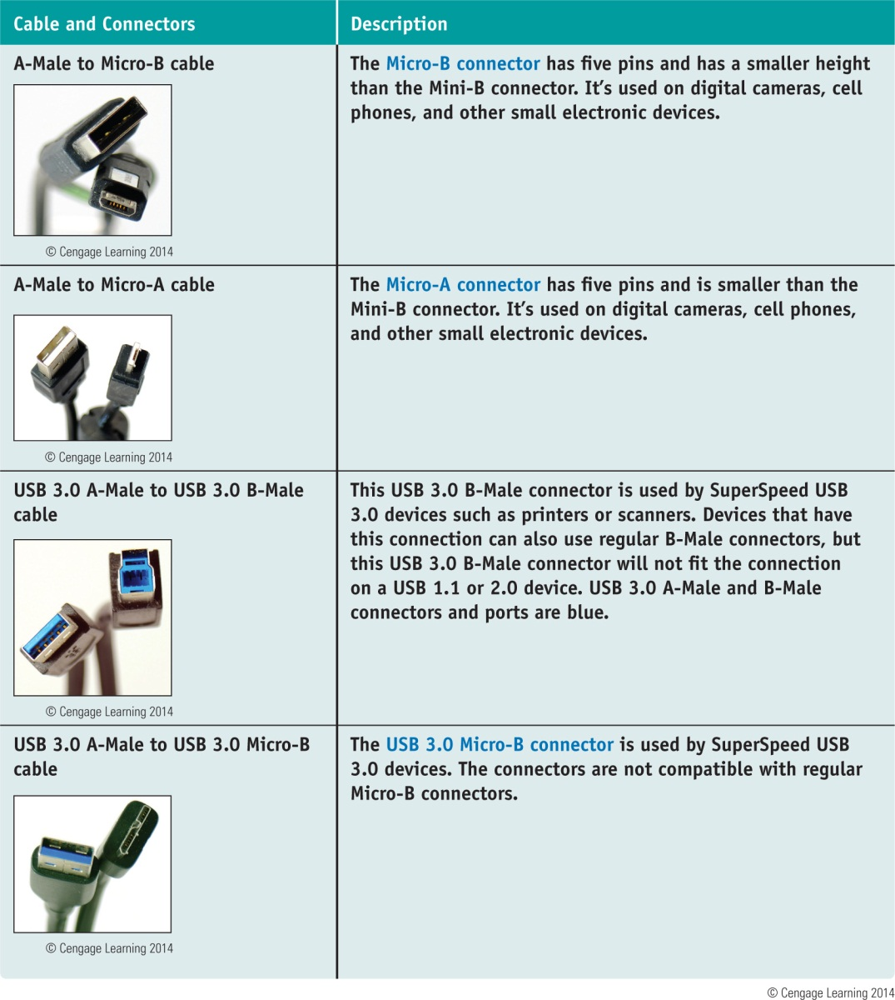 Cable and Connectors
Description
A-Male to Micro-B cable
© Cengage Learning 2014
The Micro-B connector has five pins and has a smaller height
than the Mini-B connector. It’s used on digital cameras, cell
phones, and other small electronic devices.
A-Male to Micro-A cable
© Cengage Learning 2014
The Micro-A connector has five pins and is smaller than the
Mini-B connector. It’s used on digital cameras, cell phones,
and other small electronic devices.
USB 3.0 A-Male to USB 3.0 B-Male
cable
© Cengage Learning 2014
This USB 3.0 B-Male connector is used by SuperSpeed USB
3.0 devices such as printers or scanners. Devices that have
this connection can also use regular B-Male connectors, but
this USB 3.0 B-Male connector will not fit the connection
on a USB 1.1 or 2.0 device. USB 3.0 A-Male and B-Male
connectors and ports are blue.
USB 3.0 A-Male to USB 3.0 Micro-B
cable
© Cengage Learning 2014
The USB 3.0 Micro-B connector is used by SuperSpeed USB
3.0 devices. The connectors are not compatible with regular
Micro-B connectors.
© Cengage Learning 2014